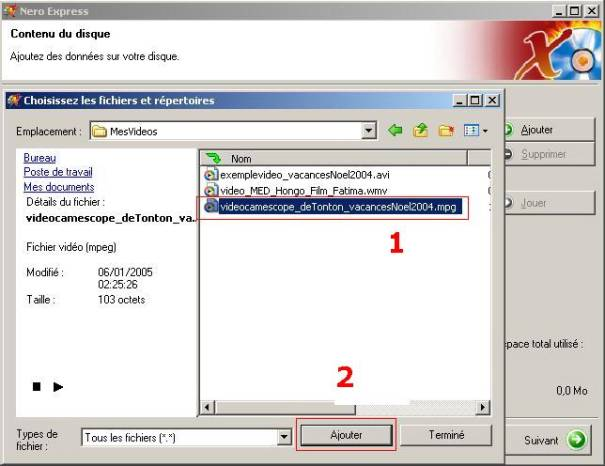 Nero Express
Contenu du disque
Ajoutez des données sur votre disque.
Choisissez les fichiers et répertoires
Emplacement : MesVideos
Ajouter
Supprimer
Jouer
Bureau
Poste de travail
Mes documents
Détails du fichier :
videocamescope_deTonton_va..
Fichier vidéo (mpeg)
Modifié : 06/01/2005
02:25:26
Taille : 103 octets
Nom
exemplevideo_vacancesNoel2004.avi
video_MED_Hongo_Film_Fatima.wmv
videocamescope_deTonton_vacancesNoel2004.mpg
1
2
pace total utilisé :
0,0 Mo
Types de fichier : Tous les fichiers (*.*)
Ajouter
Terminé
Suivant